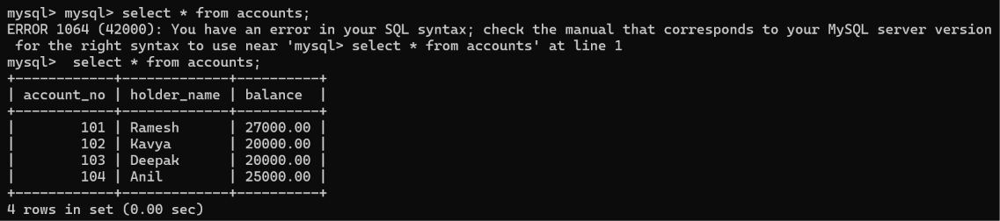 mysql> mysql> select * from accounts;
ERROR 1064 (42000): You have an error in your SQL syntax; check the manual that corresponds to your MySQL server version
 for the right syntax to use near 'mysql> select * from accounts' at line 1
mysql>  select * from accounts;
+------------+-------------+----------+
| account_no | holder_name | balance  |
+------------+-------------+----------+
|        101 | Ramesh      | 27000.00 |
|        102 | Kavya       | 20000.00 |
|        103 | Deepak      | 20000.00 |
|        104 | Anil        | 25000.00 |
+------------+-------------+----------+
4 rows in set (0.00 sec)